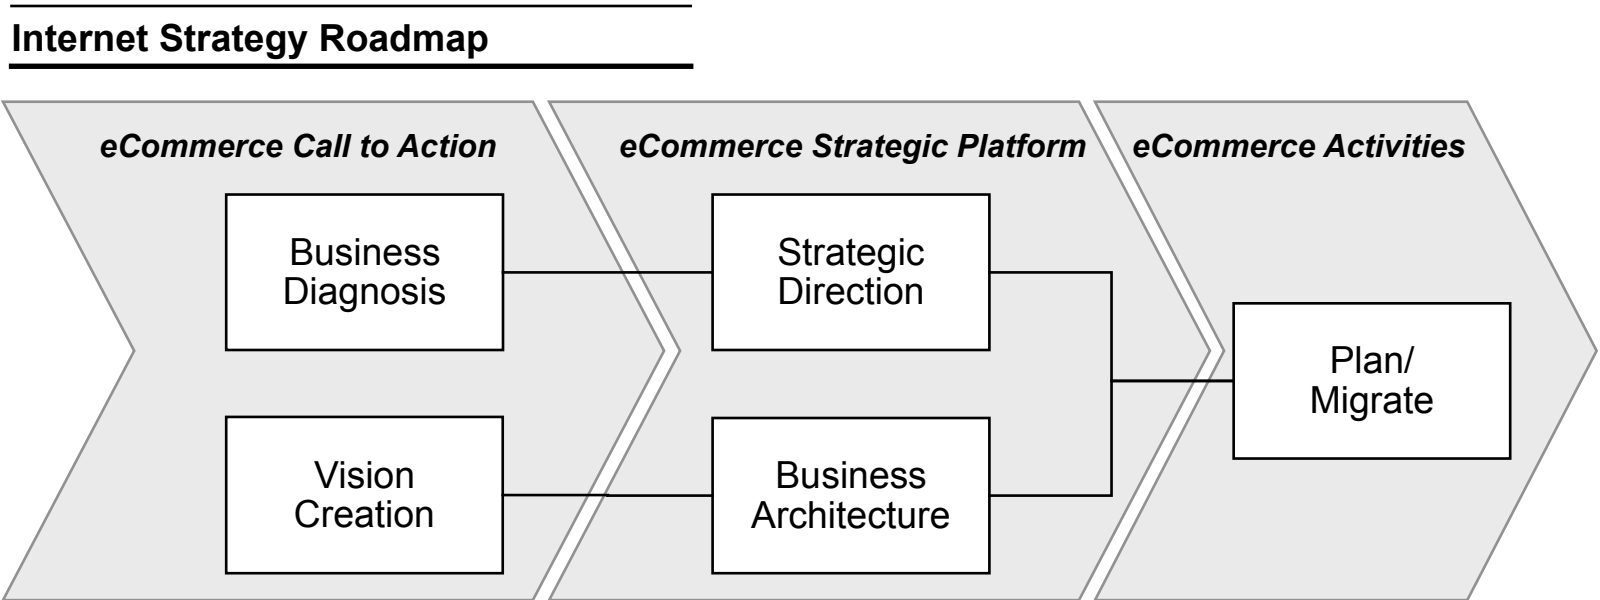 Internet Strategy Roadmap
eCommerce Call to Action
eCommerce Strategic Platform
eCommerce Activities
Business
Diagnosis
Strategic
Direction
Plan/
Migrate
Vision
Creation
Business
Architecture